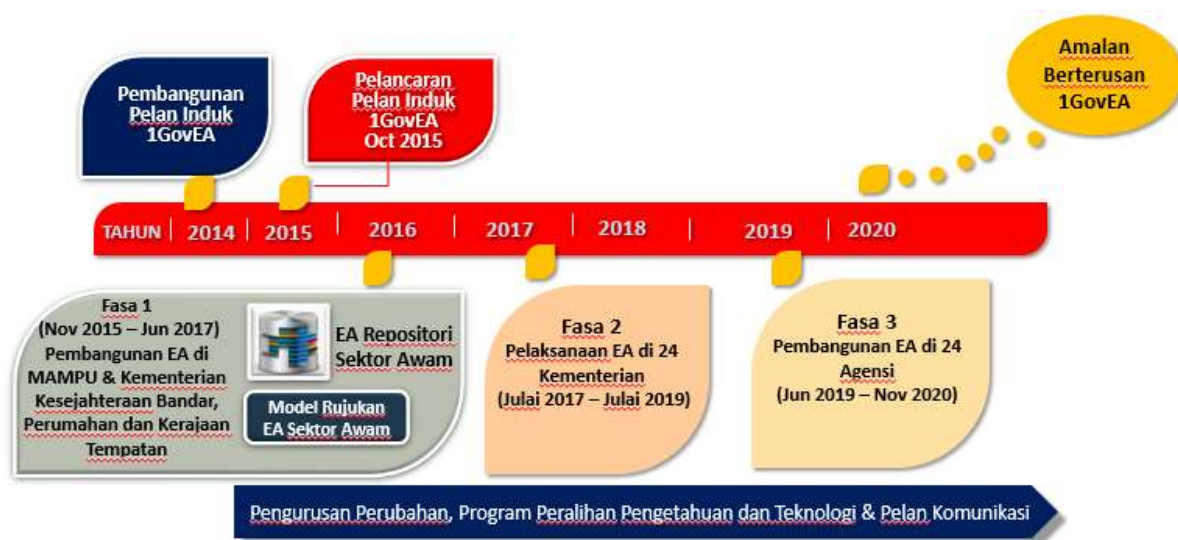 Amalan
Berterusan
1GovEA
Pembangunan
Pelan Induk
1GovEA
Pelancaran
Pelan Induk
1GovEA
Oct 2015
TAHUN | 2014 | 2015 | 2016 | 2017 | 2018 | 2019 | 2020
Fasa 1
(Nov 2015 – Jun 2017)
Pembangunan EA di
MAMPU & Kementerian
Kesejahteraan Bandar,
Perumahan dan Kerajaan
Tempatan
EA Repositori
Sektor Awam
Model Rujukan
EA Sektor Awam
Fasa 2
Pelaksanaan EA di 24
Kementerian
(Julai 2017 – Julai 2019)
Fasa 3
Pembangunan EA di 24
Agensi
(Jun 2019 – Nov 2020)
Pengurusan Perubahan, Program Peralihan Pengetahuan dan Teknologi & Pelan Komunikasi